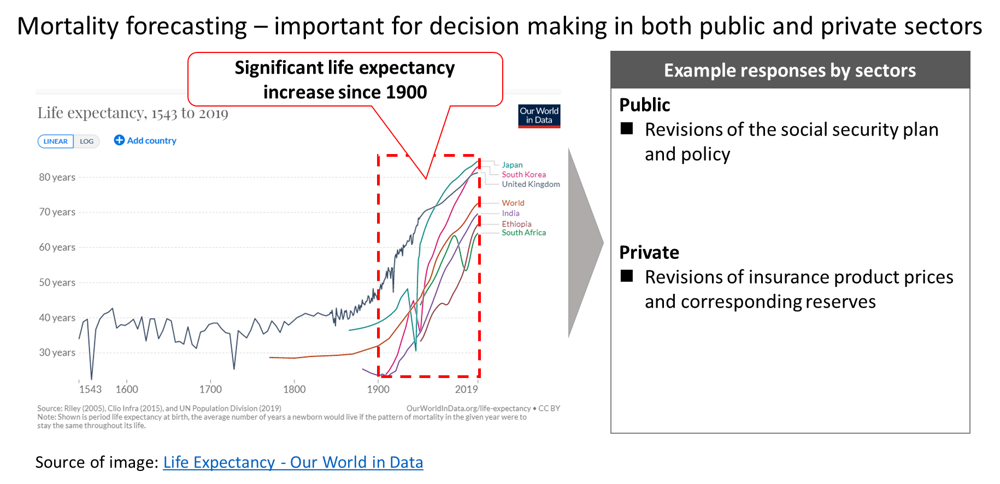 Mortality forecasting – important for decision making in both public and private sectors
Significant life expectancy
increase since 1900
Life expectancy, 1543 to 2019
Our World
in Data
LINEAR LOG Add country
80 years
70 years
60 years
50 years
40 years
30 years
1543 1600 1700 1800 1900 2019
Japan
South Korea
United Kingdom
World
India
Ethiopia
South Africa
Source: Riley (2005), Clio Infra (2015), and UN Population Division (2019)
OurWorldInData.org/life-expectancy • CC BY
Note: Shown is period life expectancy at birth, the average number of years a newborn would live if the pattern of mortality in the given year were to
stay the same throughout its life.
Example responses by sectors
Public
■ Revisions of the social security plan
and policy
Private
■ Revisions of insurance product prices
and corresponding reserves
Source of image: Life Expectancy - Our World in Data